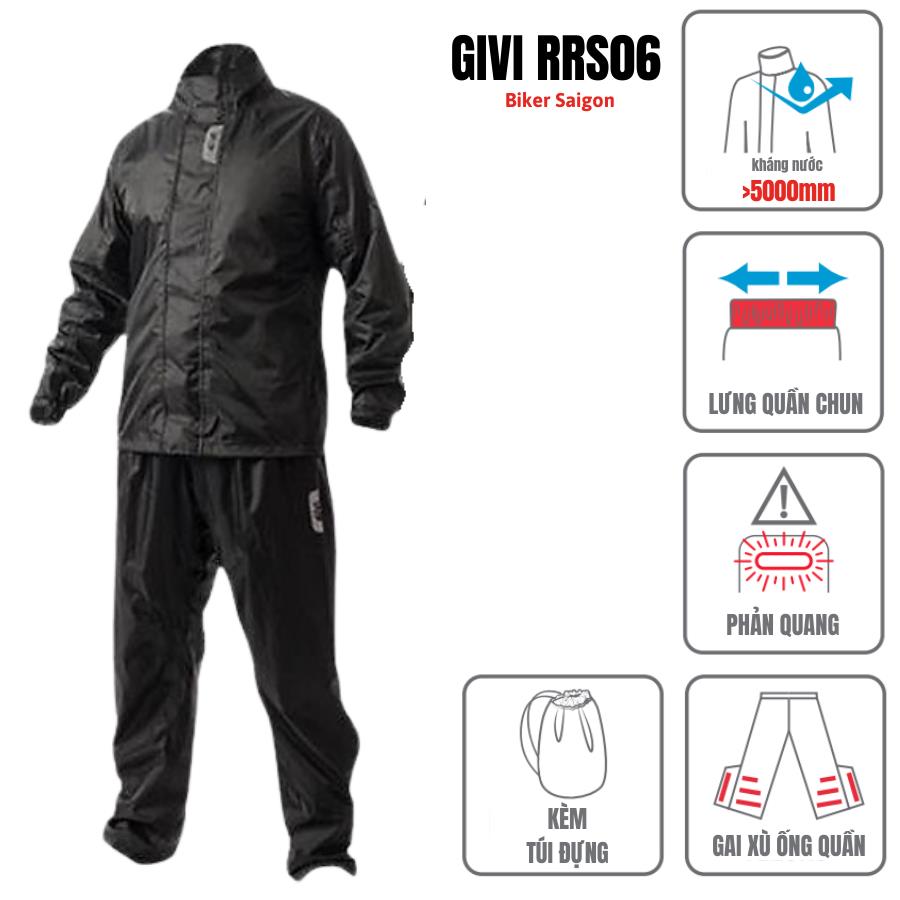 GIVI RRS06
Biker Saigon
kháng nước
>5000mm
LƯNG QUẦN CHUN
PHẢN QUANG
KÈM
TÚI ĐỰNG
GAI XÙ ỐNG QUẦN